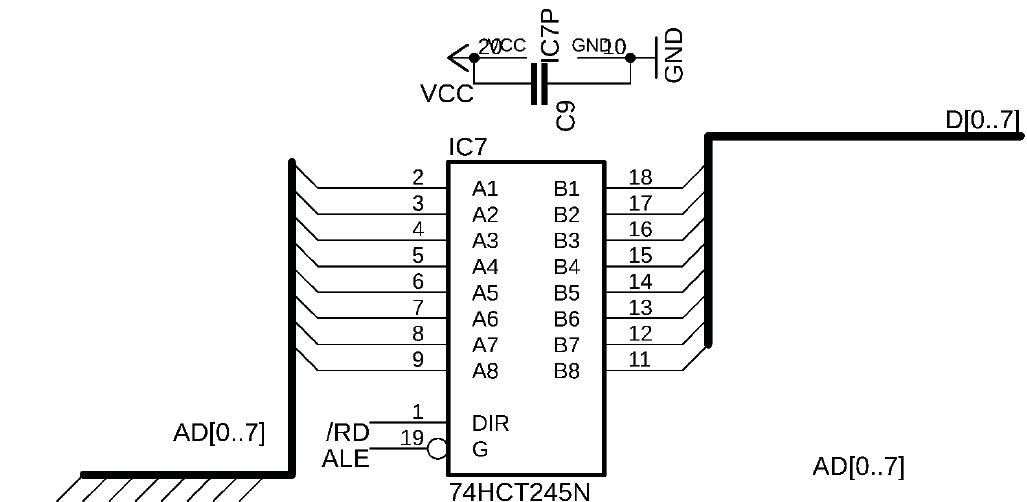 20 VCC IC7P GND 10 GND
VCC
C9
D[0..7]
IC7
2 A1 B1 18
3 A2 B2 17
4 A3 B3 16
5 A4 B4 15
6 A5 B5 14
7 A6 B6 13
8 A7 B7 12
9 A8 B8 11
AD[0..7] /RD 1 DIR
ALE 19 G
AD[0..7]
74HCT245N